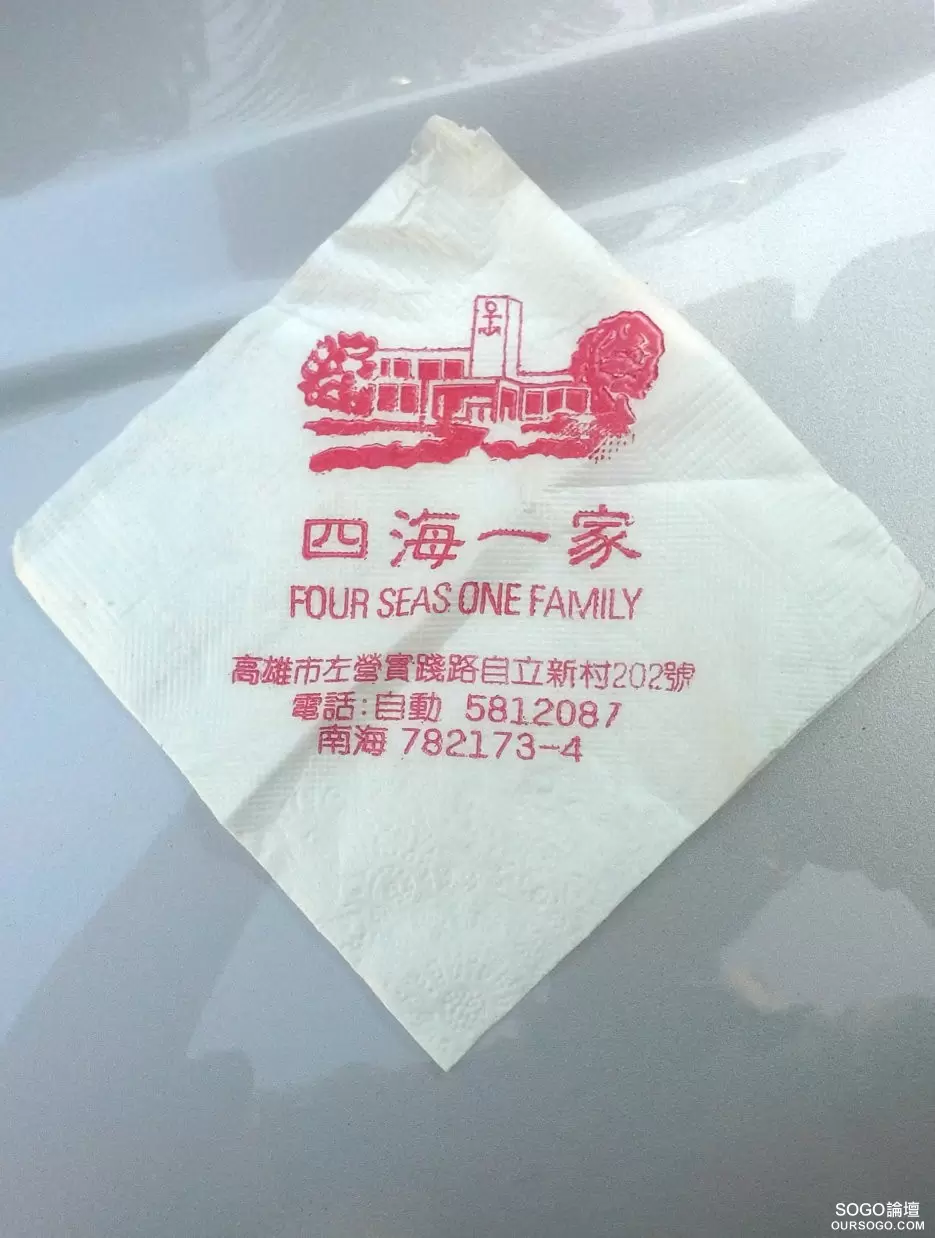 四海一家
FOUR SEAS ONE FAMILY
高雄市左營實踐路自立新村202號
電話:自動 5812087
南海 782173-4
SOGO論壇
OURSOGO.COM